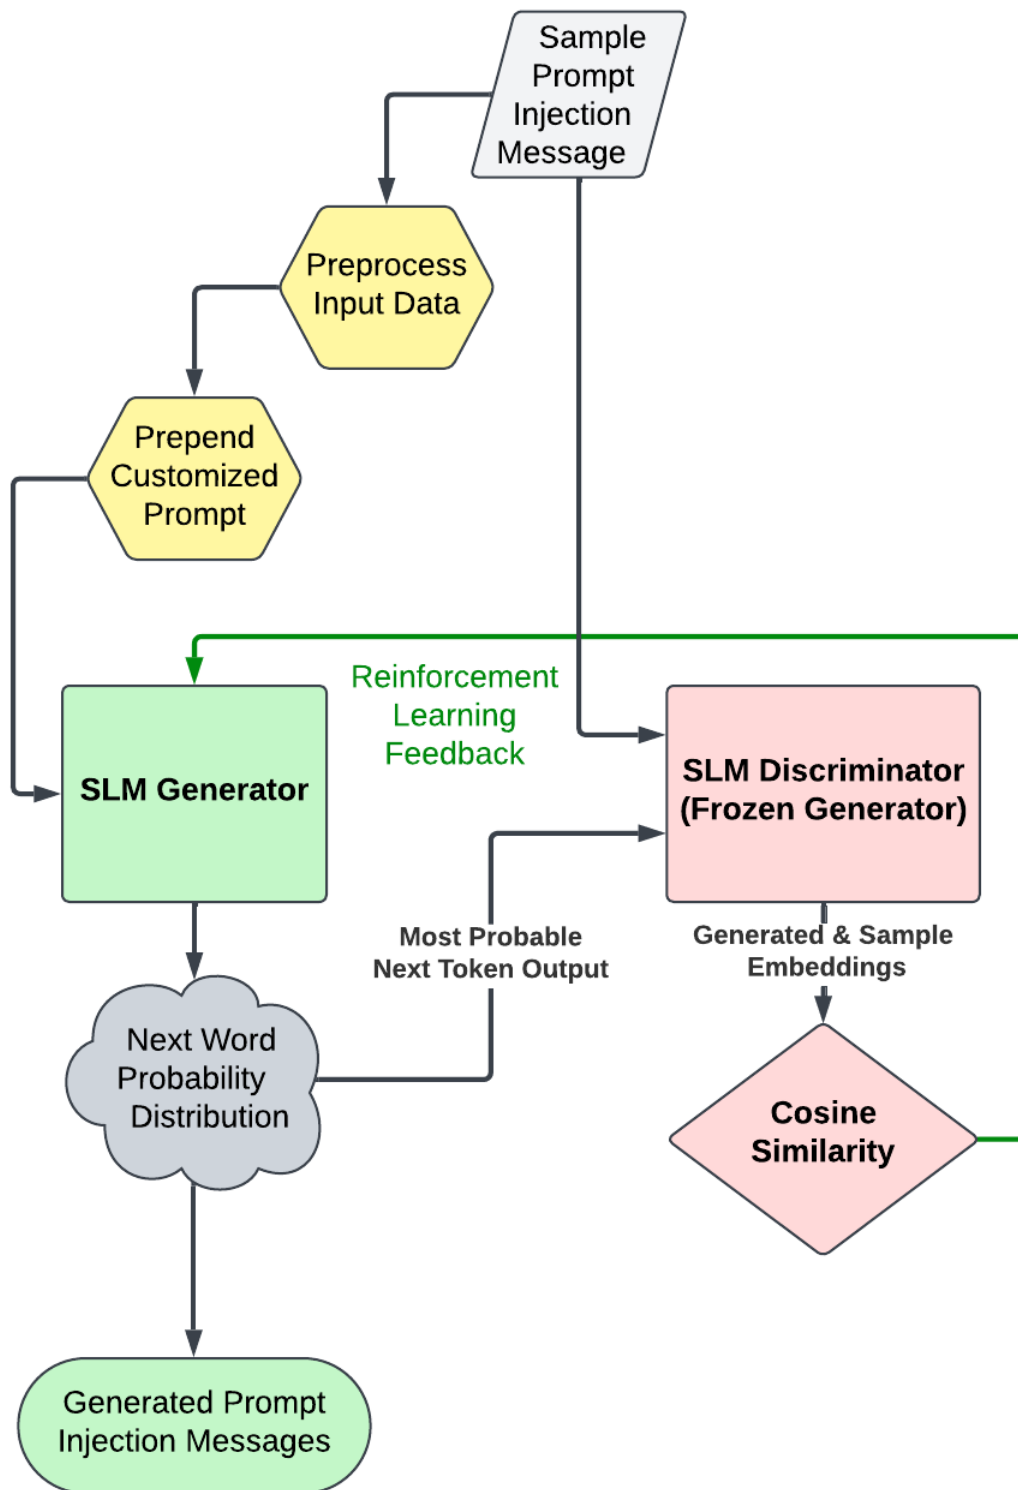 Sample
Prompt
Injection
Message
Preprocess
Input Data
Prepend
Customized
Prompt
Reinforcement
Learning
Feedback
SLM Generator
SLM Discriminator
(Frozen Generator)
Most Probable
Next Token Output
Generated & Sample
Embeddings
Next Word
Probability
Distribution
Cosine
Similarity
Generated Prompt
Injection Messages